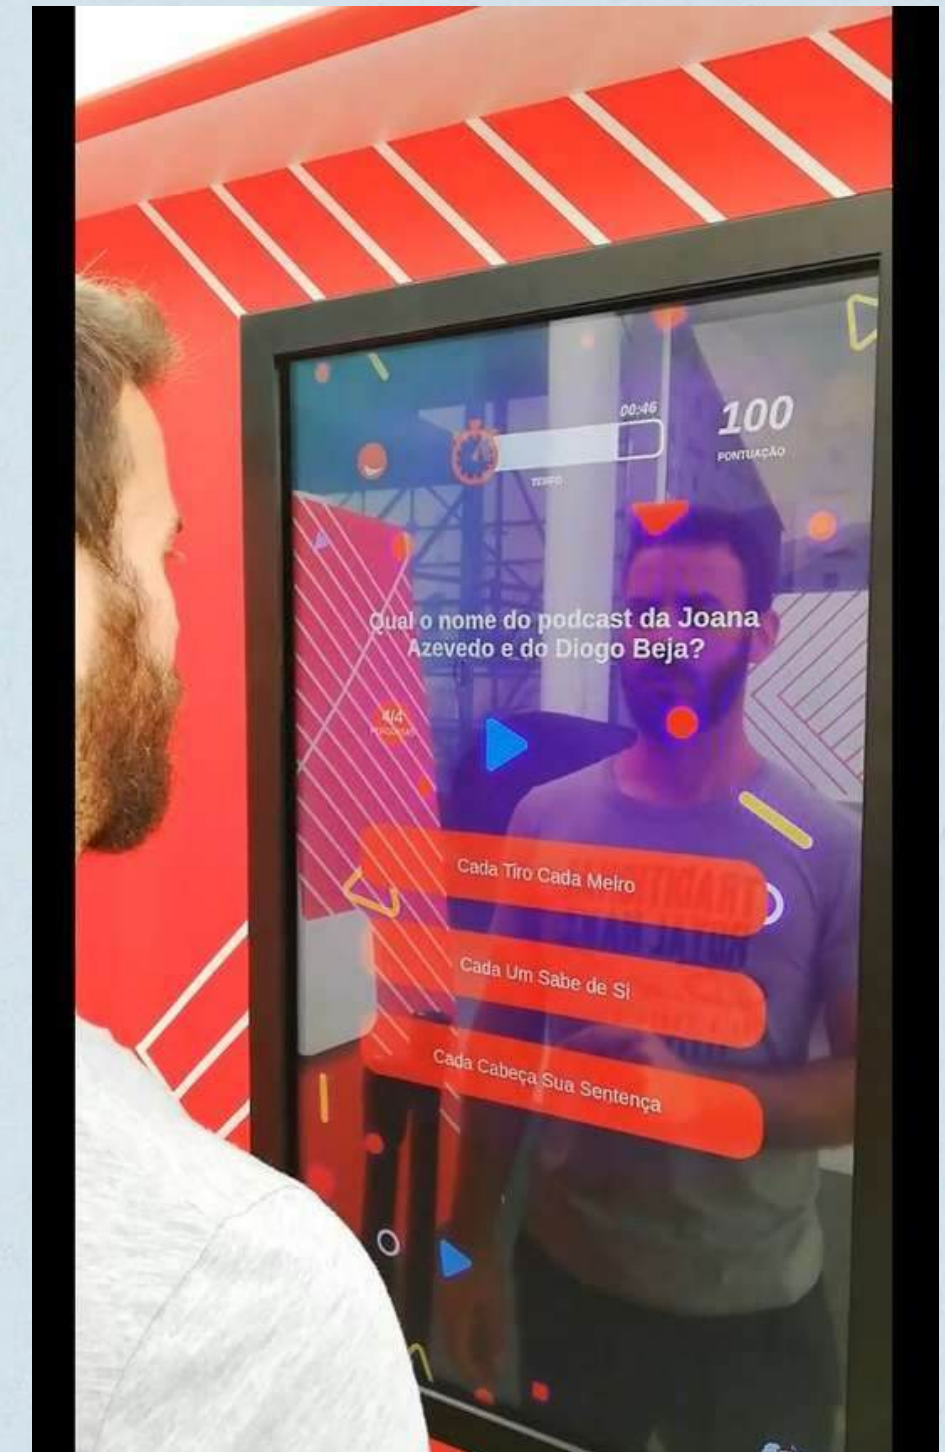 00:46
100
PONTUAÇÃO
TEMPO
Qual o nome do podcast da Joana
Azevedo e do Diogo Beja?
4/4
Cada Tiro Cada Melro
Cada Um Sabe de Si
Cada Cabeça Sua Sentença